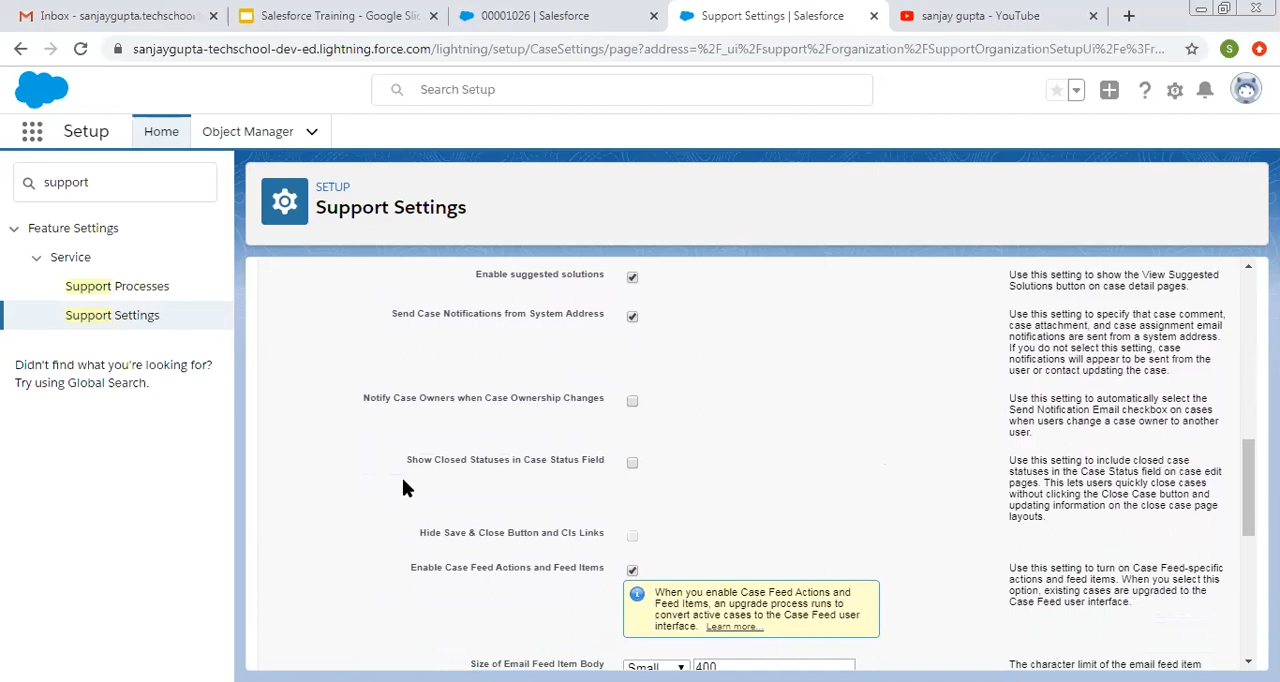 Inbox - sanjaygupta.techschool
Salesforce Training - Google Slid
00001026 | Salesforce
Support Settings | Salesforce
sanjay gupta - YouTube
sanjaygupta-techschool-dev-ed.lightning.force.com/lightning/setup/CaseSettings/page?address=%2F_ui%2Fsupport%2Forganization%2FSupportOrganizationSetupUi%2Fe%3Fr...
S
Search Setup
Setup
Home
Object Manager
support
Feature Settings
Service
Support Processes
Support Settings
Didn't find what you're looking for?
Try using Global Search.
SETUP
Support Settings
Enable suggested solutions
Use this setting to show the View Suggested
Solutions button on case detail pages.
Send Case Notifications from System Address
Use this setting to specify that case comment,
case attachment, and case assignment email
notifications are sent from a system address.
If you do not select this setting, case
notifications will appear to be sent from the
user or contact updating the case.
Notify Case Owners when Case Ownership Changes
Use this setting to automatically select the
Send Notification Email checkbox on cases
when users change a case owner to another
user.
Show Closed Statuses in Case Status Field
Use this setting to include closed case
statuses in the Case Status field on case edit
pages. This lets users quickly close cases
without clicking the Close Case button and
updating information on the close case page
layouts.
Hide Save & Close Button and Cls Links
Enable Case Feed Actions and Feed Items
Use this setting to turn on Case Feed-specific
actions and feed items. When you select this
option, existing cases are upgraded to the
Case Feed user interface.
When you enable Case Feed Actions and
Feed Items, an upgrade process runs to
convert active cases to the Case Feed user
interface. Learn more...
Size of Email Feed Item Body
Small
400
The character limit of the email feed item